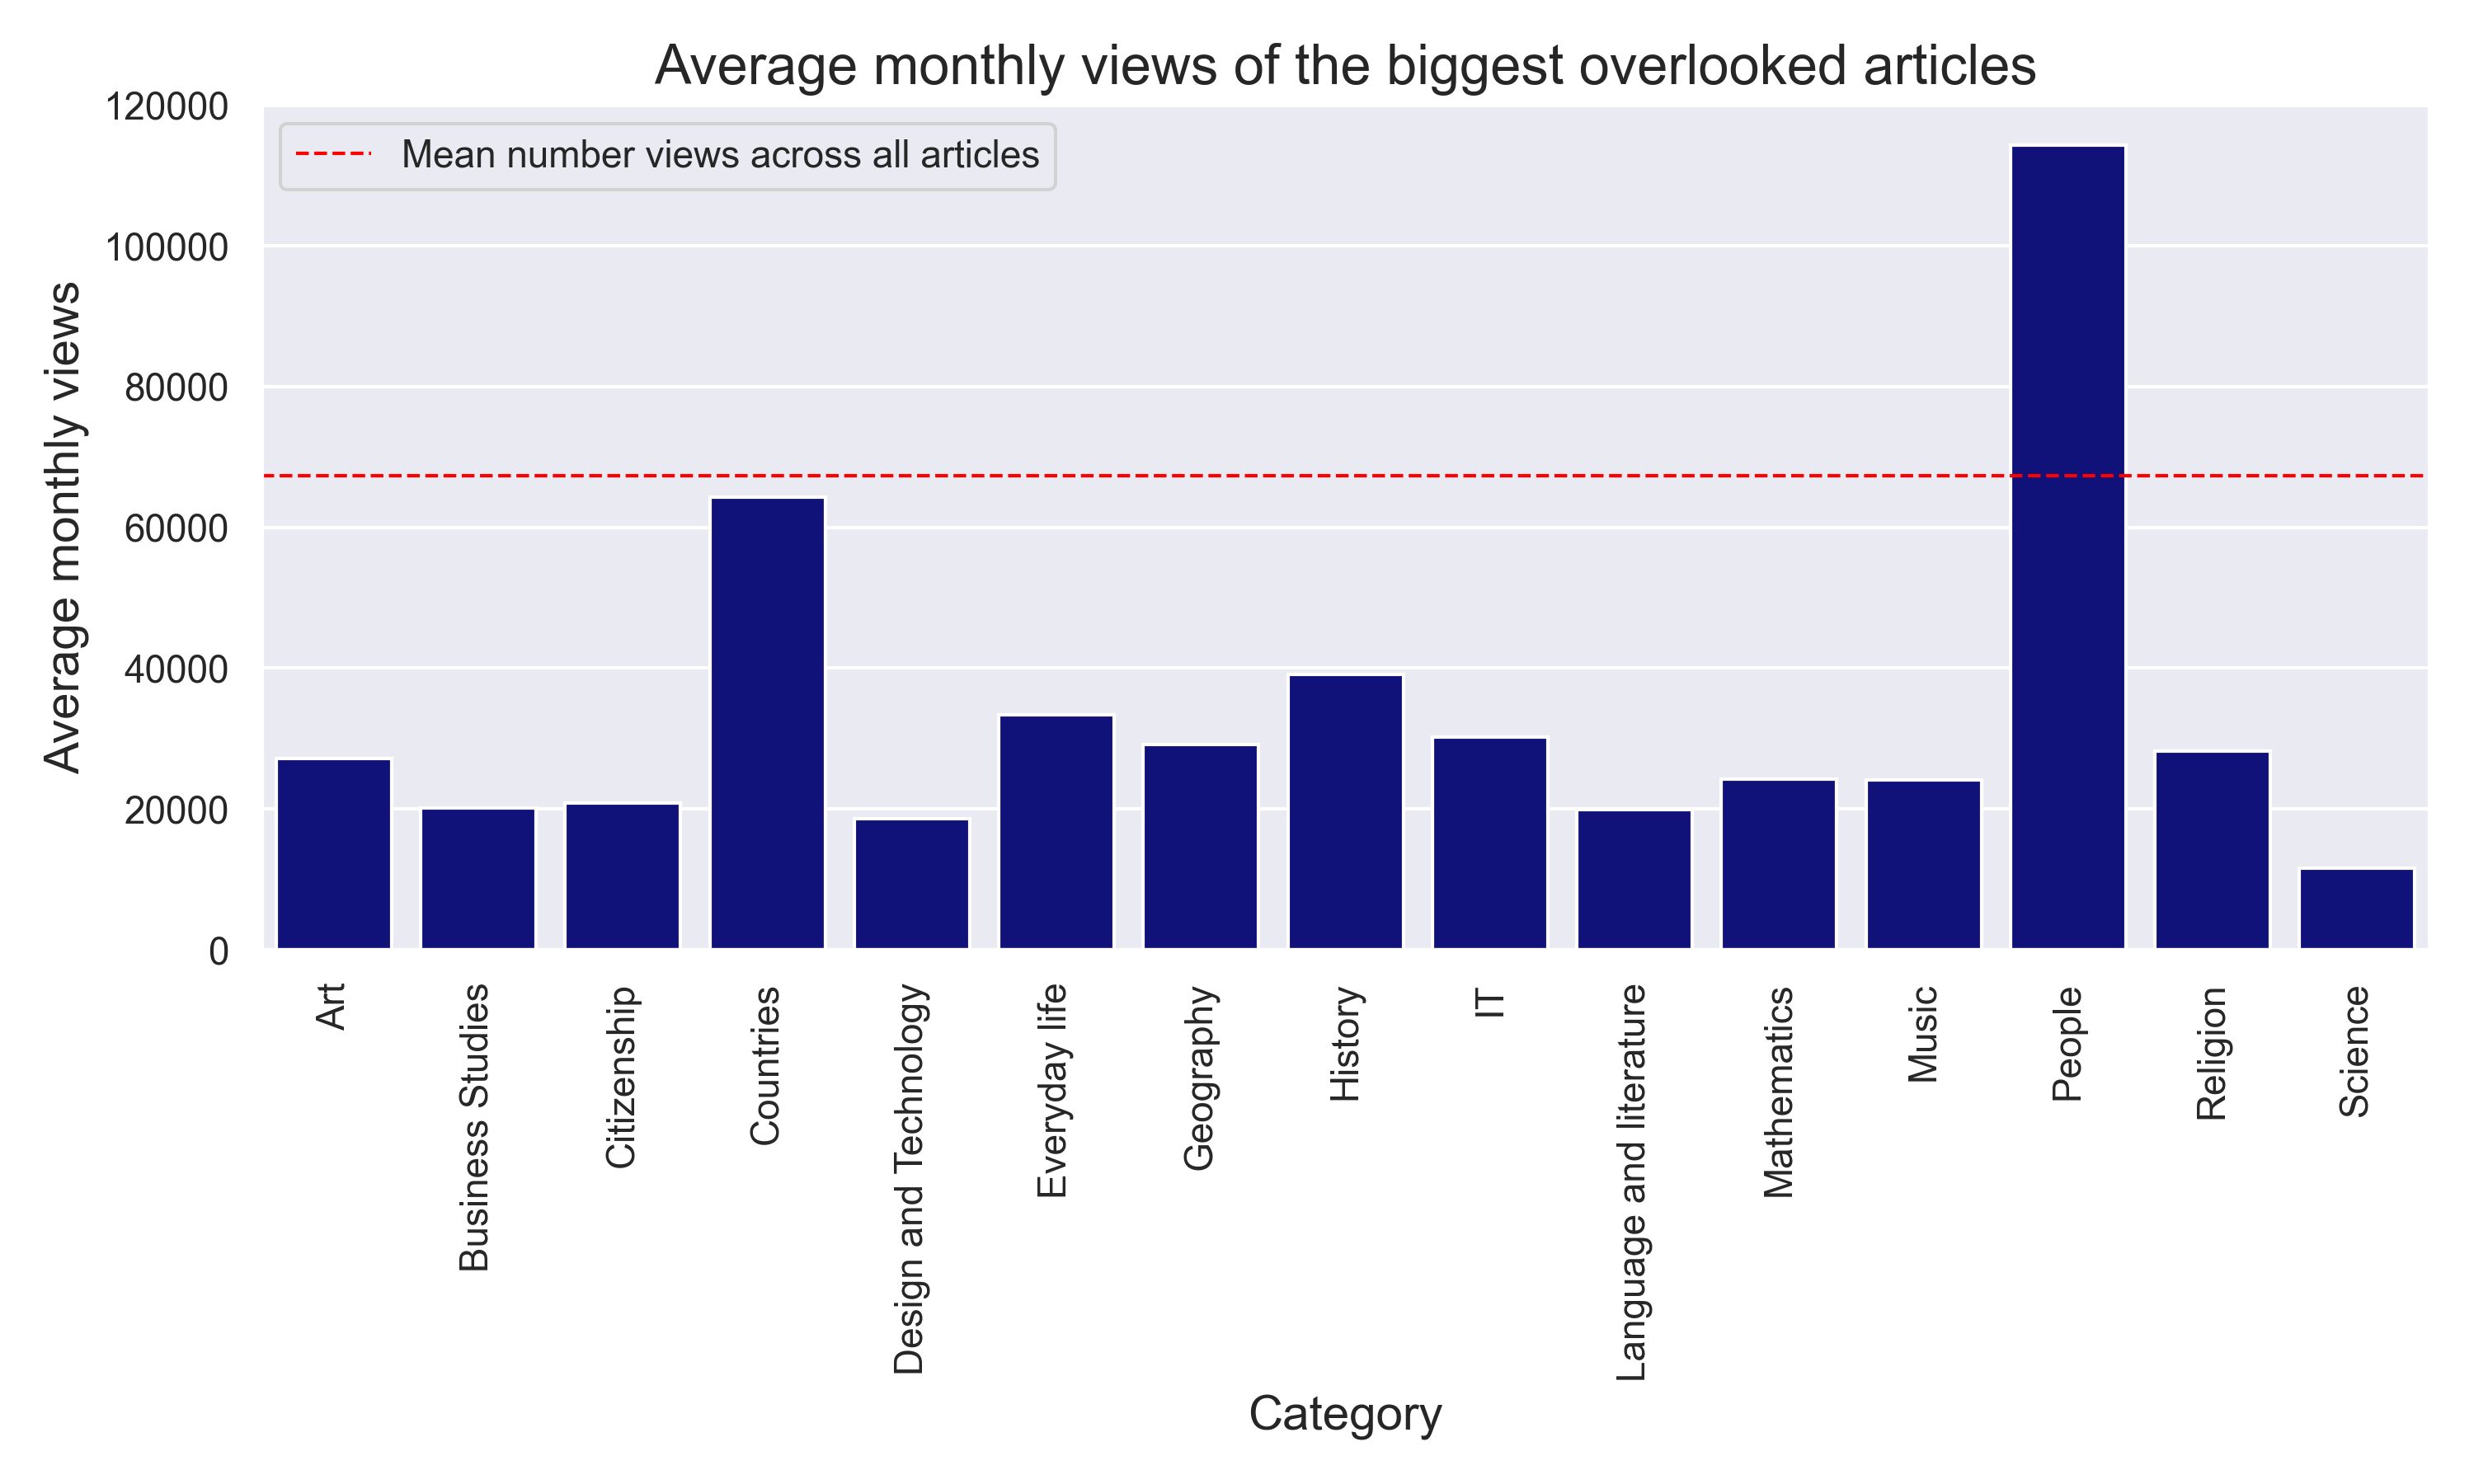 Average monthly views of the biggest overlooked articles
Mean number views across all articles
Average monthly views
120000
100000
80000
60000
40000
20000
0
Art
Business Studies
Citizenship
Countries
Design and Technology
Everyday life
Geography
History
IT
Language and literature
Mathematics
Music
People
Religion
Science
Category